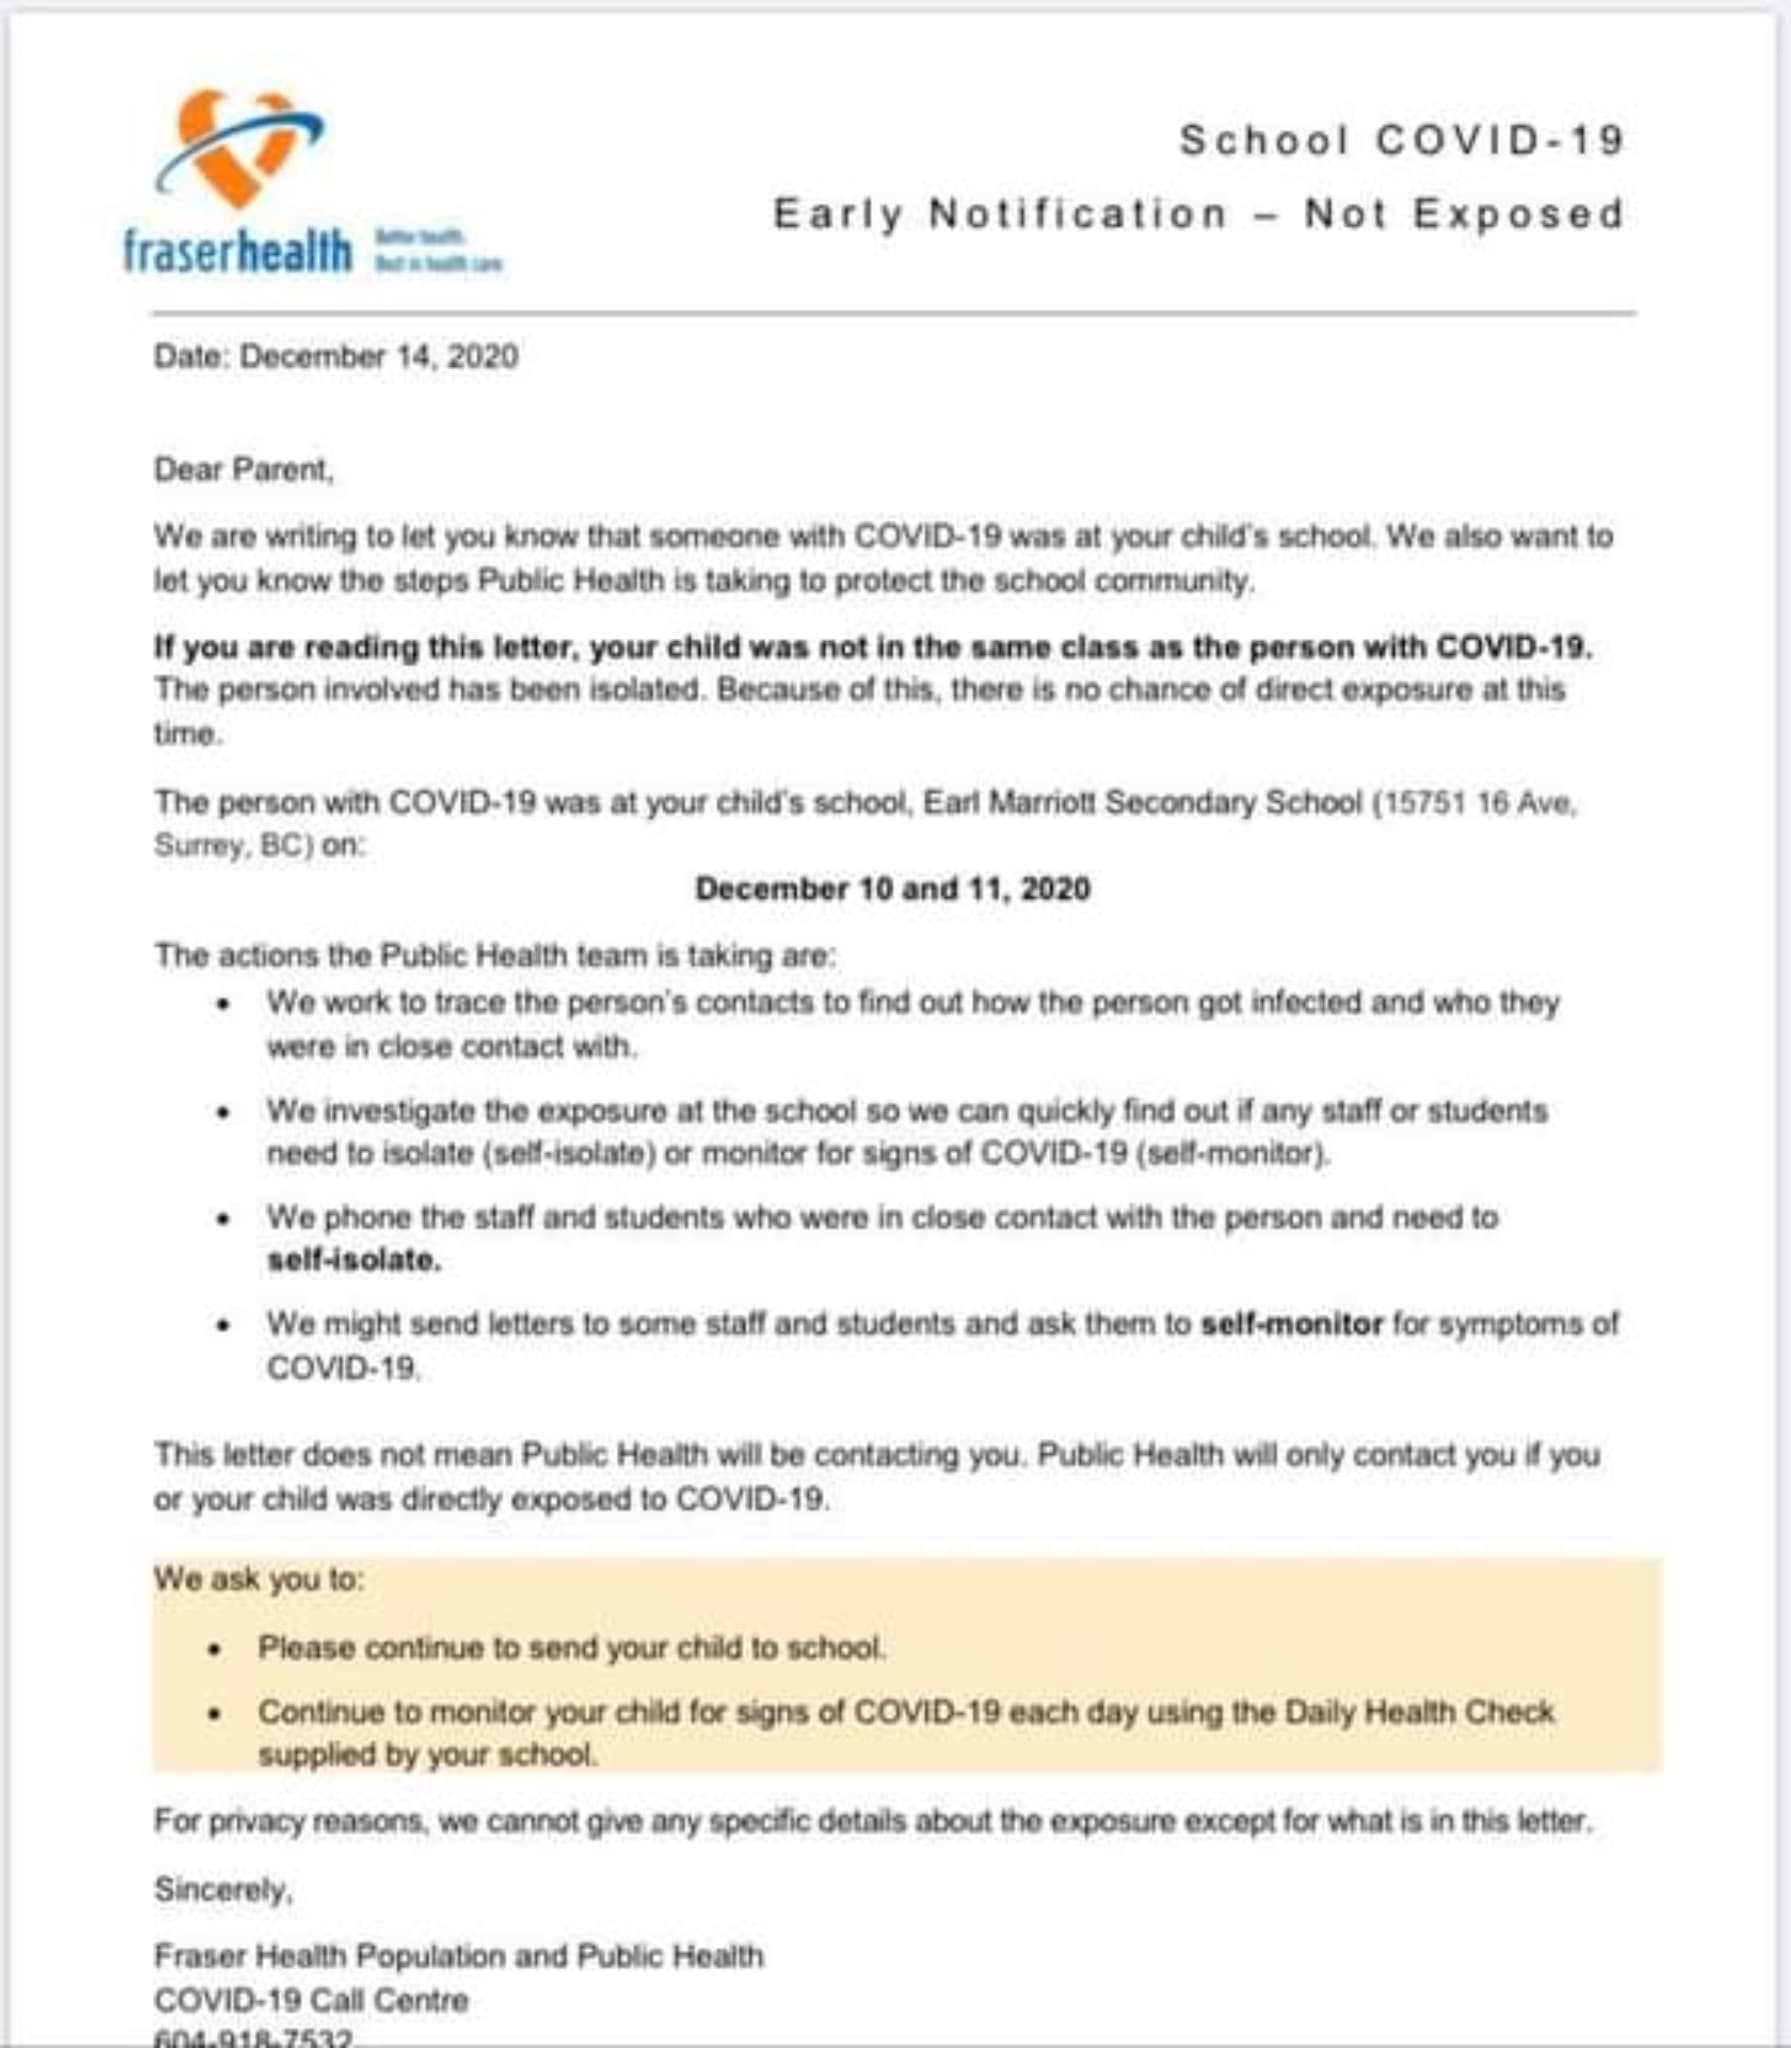 School COVID-19
Early Notification – Not Exposed
fraserhealth
Better health.
Best in health care.
Date: December 14, 2020
Dear Parent,
We are writing to let you know that someone with COVID-19 was at your child's school. We also want to
let you know the steps Public Health is taking to protect the school community.
If you are reading this letter, your child was not in the same class as the person with COVID-19.
The person involved has been isolated. Because of this, there is no chance of direct exposure at this
time.
The person with COVID-19 was at your child's school, Earl Marriott Secondary School (15751 16 Ave,
Surrey, BC) on:
December 10 and 11, 2020
The actions the Public Health team is taking are:
• We work to trace the person's contacts to find out how the person got infected and who they
were in close contact with.
• We investigate the exposure at the school so we can quickly find out if any staff or students
need to isolate (self-isolate) or monitor for signs of COVID-19 (self-monitor).
• We phone the staff and students who were in close contact with the person and need to
self-isolate.
• We might send letters to some staff and students and ask them to self-monitor for symptoms of
COVID-19.
This letter does not mean Public Health will be contacting you. Public Health will only contact you if you
or your child was directly exposed to COVID-19.
We ask you to:
• Please continue to send your child to school.
• Continue to monitor your child for signs of COVID-19 each day using the Daily Health Check
supplied by your school.
For privacy reasons, we cannot give any specific details about the exposure except for what is in this letter.
Sincerely,
Fraser Health Population and Public Health
COVID-19 Call Centre
604-918-7532